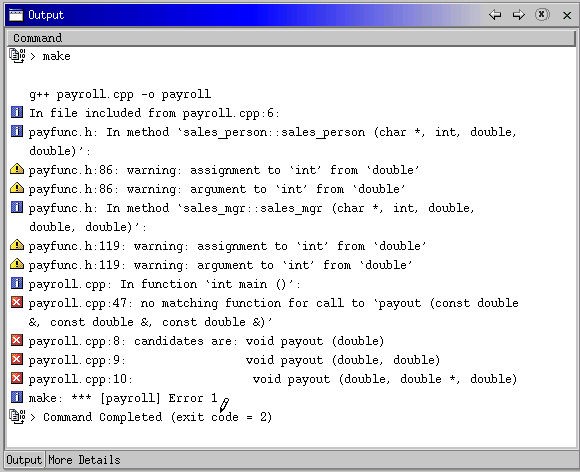 Output
Command
> make
g++ payroll.cpp -o payroll
In file included from payroll.cpp:6:
payfunc.h: In method ‘sales_person::sales_person (char *, int, double,
double)’:
payfunc.h:86: warning: assignment to ‘int’ from ‘double’
payfunc.h:86: warning: argument to ‘int’ from ‘double’
payfunc.h: In method ‘sales_mgr::sales_mgr (char *, int, double,
double, double)’:
payfunc.h:119: warning: assignment to ‘int’ from ‘double’
payfunc.h:119: warning: argument to ‘int’ from ‘double’
payroll.cpp: In function ‘int main ()’:
payroll.cpp:47: no matching function for call to ‘payout (const double
&, const double &, const double &)’
payroll.cpp:8: candidates are: void payout (double)
payroll.cpp:9: void payout (double, double)
payroll.cpp:10: void payout (double, double *, double)
make: *** [payroll] Error 1
> Command Completed (exit code = 2)
Output More Details